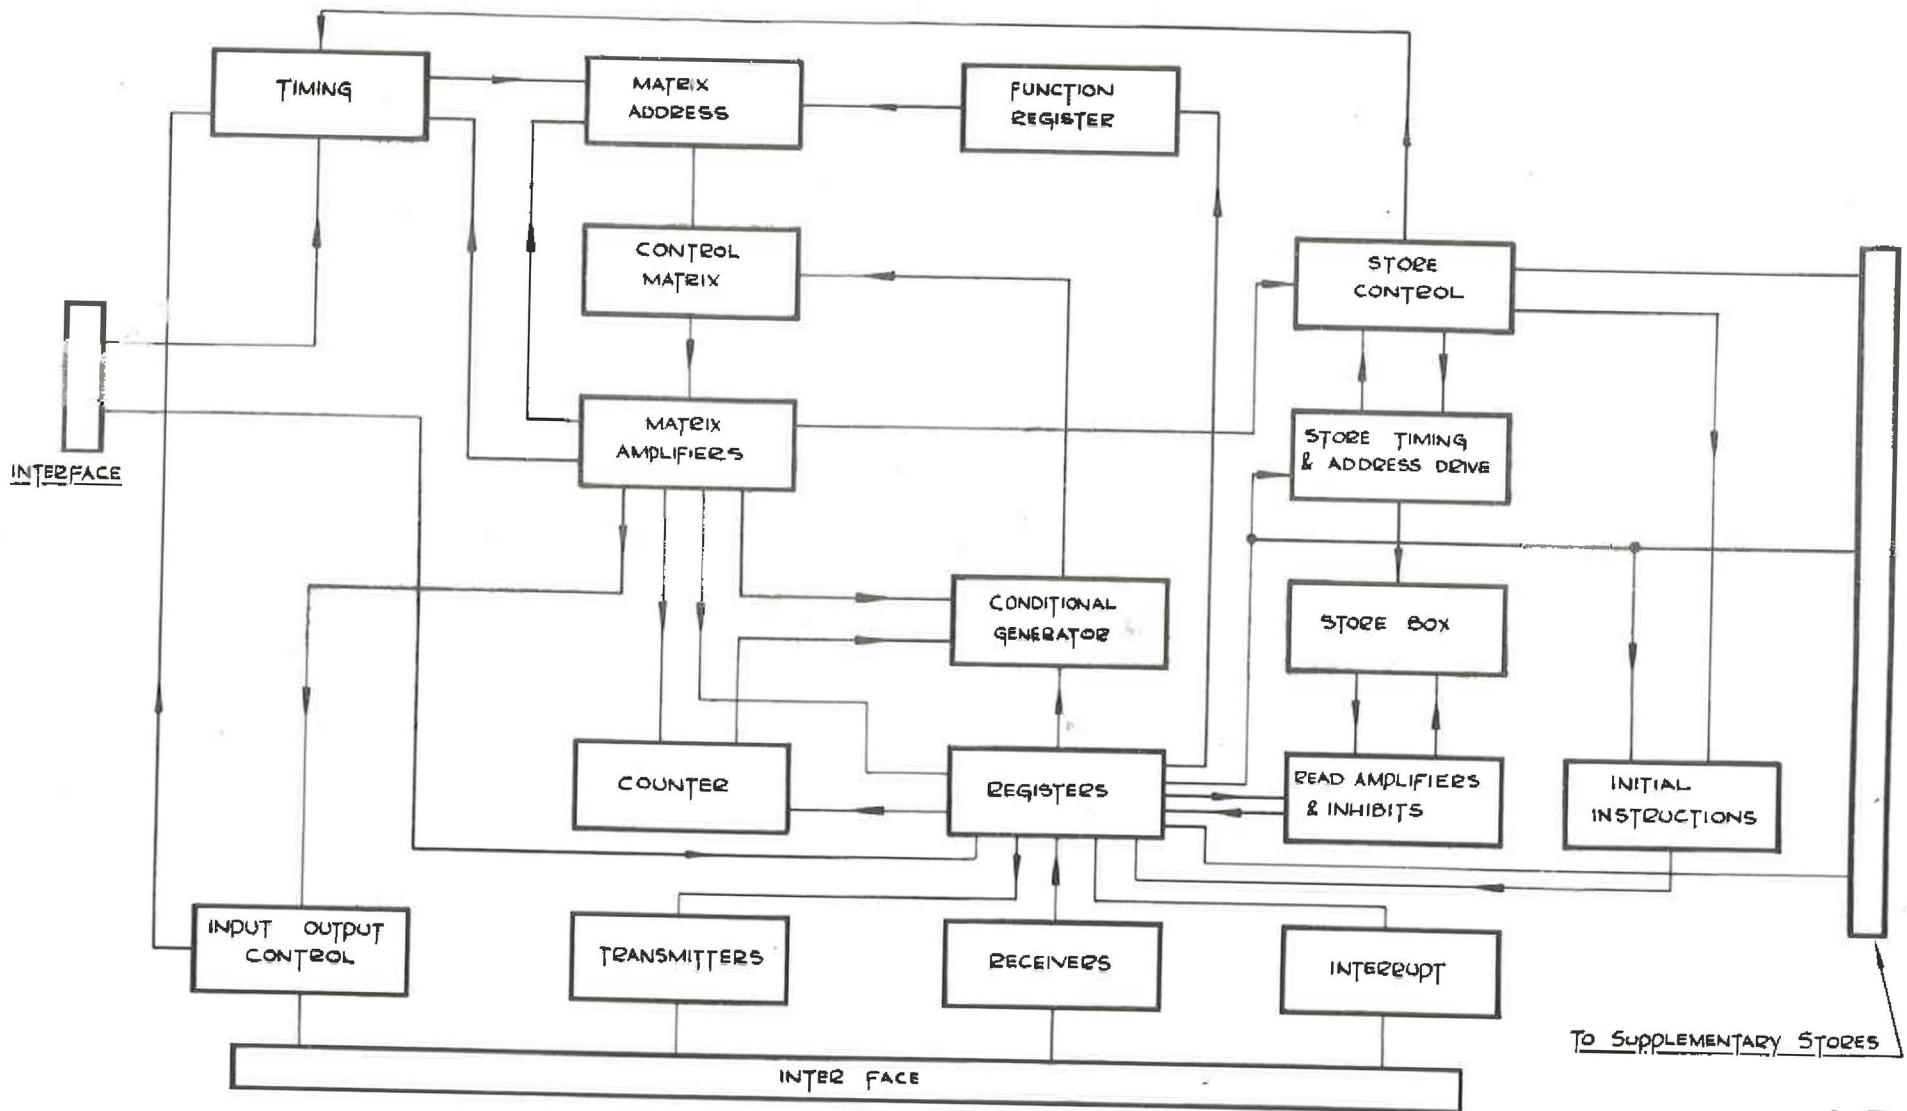 TIMING
MATRIX
ADDRESS
FUNCTION
REGISTER
CONTROL
MATRIX
STORE
CONTROL
INTERFACE
MATRIX
AMPLIFIERS
STORE TIMING
& ADDRESS DRIVE
CONDITIONAL
GENERATOR
STORE BOX
COUNTER
REGISTERS
READ AMPLIFIERS
& INHIBITS
INITIAL
INSTRUCTIONS
INPUT OUTPUT
CONTROL
TRANSMITTERS
RECEIVERS
INTERRUPT
TO SUPPLEMENTARY STORES
INTER FACE